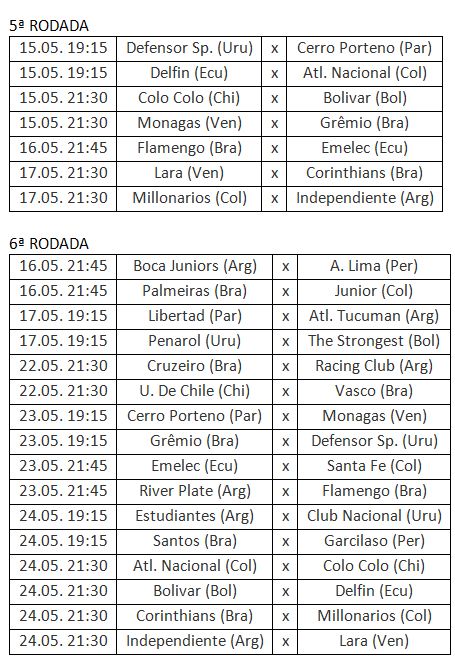 5ª RODADA
15.05. 19:15 Defensor Sp. (Uru) x Cerro Porteno (Par)
15.05. 19:15 Delfin (Ecu) x Atl. Nacional (Col)
15.05. 21:30 Colo Colo (Chi) x Bolivar (Bol)
15.05. 21:30 Monagas (Ven) x Grêmio (Bra)
16.05. 21:45 Flamengo (Bra) x Emelec (Ecu)
17.05. 21:30 Lara (Ven) x Corinthians (Bra)
17.05. 21:30 Millonarios (Col) x Independiente (Arg)
6ª RODADA
16.05. 21:45 Boca Juniors (Arg) x A. Lima (Per)
16.05. 21:45 Palmeiras (Bra) x Junior (Col)
17.05. 19:15 Libertad (Par) x Atl. Tucuman (Arg)
17.05. 19:15 Penarol (Uru) x The Strongest (Bol)
22.05. 21:30 Cruzeiro (Bra) x Racing Club (Arg)
22.05. 21:30 U. De Chile (Chi) x Vasco (Bra)
23.05. 19:15 Cerro Porteno (Par) x Monagas (Ven)
23.05. 19:15 Grêmio (Bra) x Defensor Sp. (Uru)
23.05. 21:45 Emelec (Ecu) x Santa Fe (Col)
23.05. 21:45 River Plate (Arg) x Flamengo (Bra)
24.05. 19:15 Estudiantes (Arg) x Club Nacional (Uru)
24.05. 19:15 Santos (Bra) x Garcilaso (Per)
24.05. 21:30 Atl. Nacional (Col) x Colo Colo (Chi)
24.05. 21:30 Bolivar (Bol) x Delfin (Ecu)
24.05. 21:30 Corinthians (Bra) x Millonarios (Col)
24.05. 21:30 Independiente (Arg) x Lara (Ven)